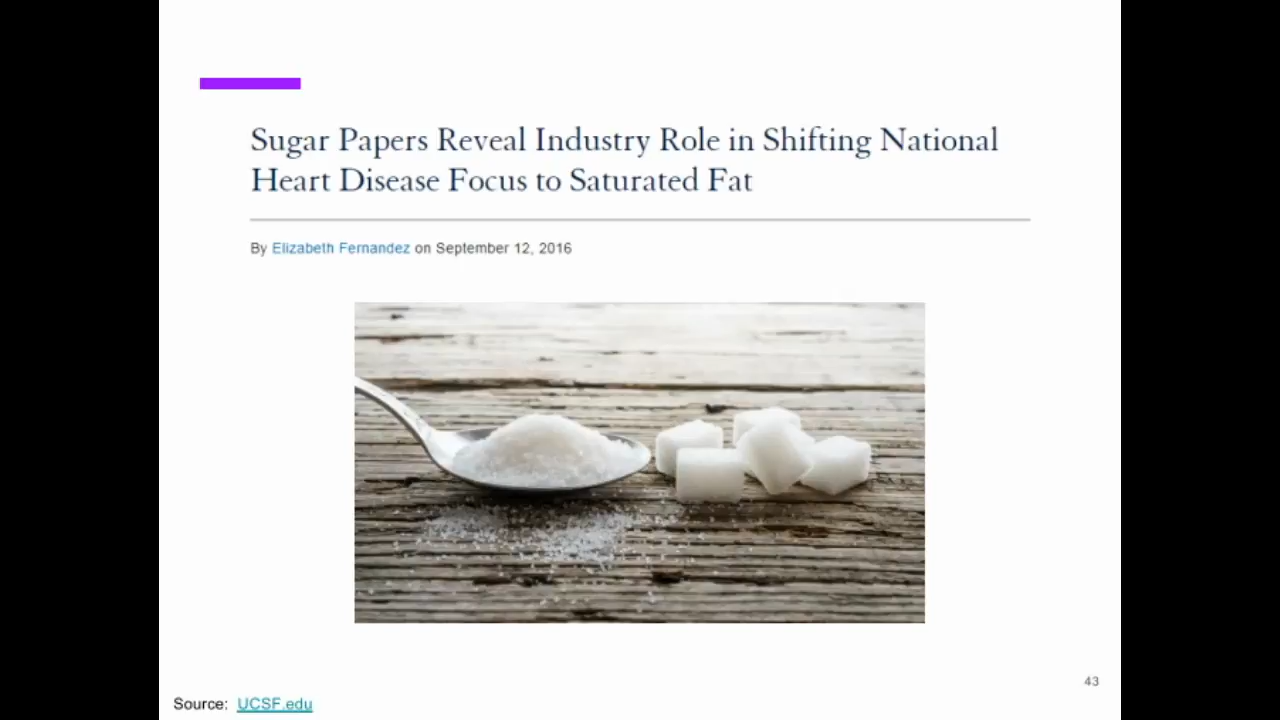 Sugar Papers Reveal Industry Role in Shifting National
Heart Disease Focus to Saturated Fat
By Elizabeth Fernandez on September 12, 2016
43
Source: UCSF.edu